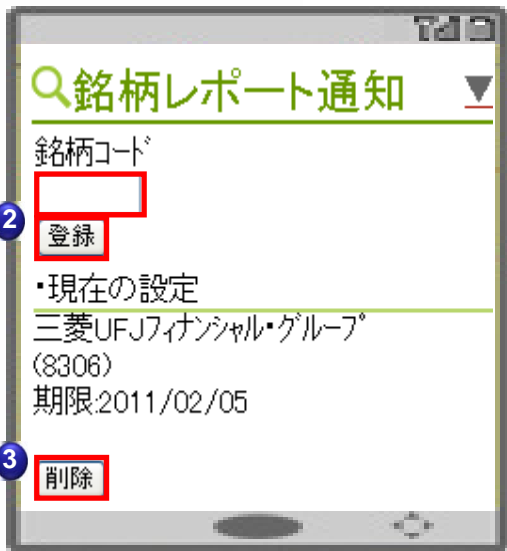 銘柄レポート通知 ▼
銘柄ｺｰﾄﾞ
2
登録
･現在の設定
三菱UFJﾌｨﾅﾝｼｬﾙ･ｸﾞﾙｰﾌﾟ
(8306)
期限:2011/02/05
3
削除